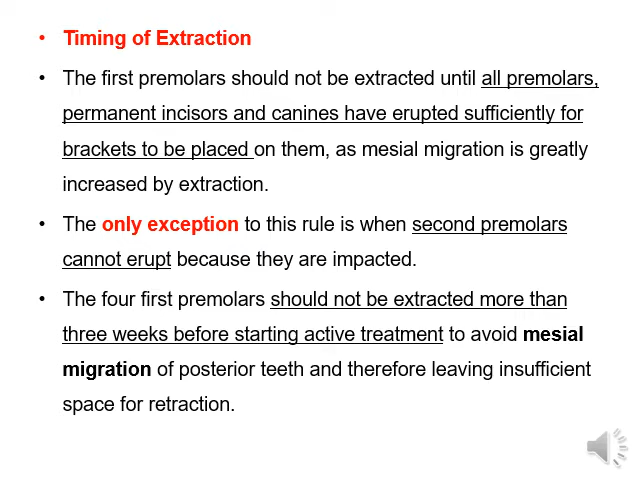 • Timing of Extraction
• The first premolars should not be extracted until all premolars,
permanent incisors and canines have erupted sufficiently for
brackets to be placed on them, as mesial migration is greatly
increased by extraction.
• The only exception to this rule is when second premolars
cannot erupt because they are impacted.
• The four first premolars should not be extracted more than
three weeks before starting active treatment to avoid mesial
migration of posterior teeth and therefore leaving insufficient
space for retraction.